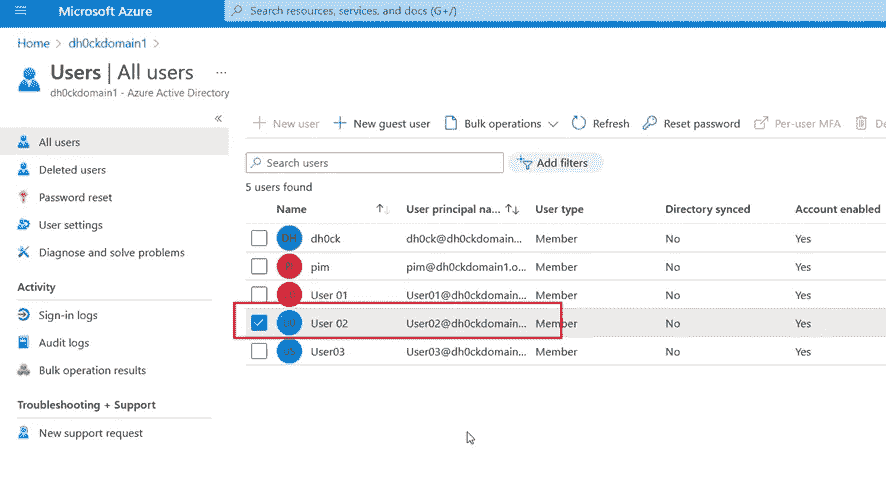 Microsoft Azure
Search resources, services, and docs (G+/)
Home > dh0ckdomain1 >
Users | All users ...
dh0ckdomain1 - Azure Active Directory
«
All users
Deleted users
Password reset
User settings
Diagnose and solve problems
Activity
Sign-in logs
Audit logs
Bulk operation results
Troubleshooting + Support
New support request
New user
New guest user
Bulk operations
Refresh
Reset password
Per-user MFA
De
Search users
Add filters
5 users found
Name User principal na... User type Directory synced Account enabled
DH dh0ck dh0ck@dh0ckdomain... Member No Yes
pim pim@dh0ckdomain1.o... Member No Yes
User 01 User01@dh0ckdomain... Member No Yes
User 02 User02@dh0ckdomain... Member No Yes
User03 User03@dh0ckdomain... Member No Yes